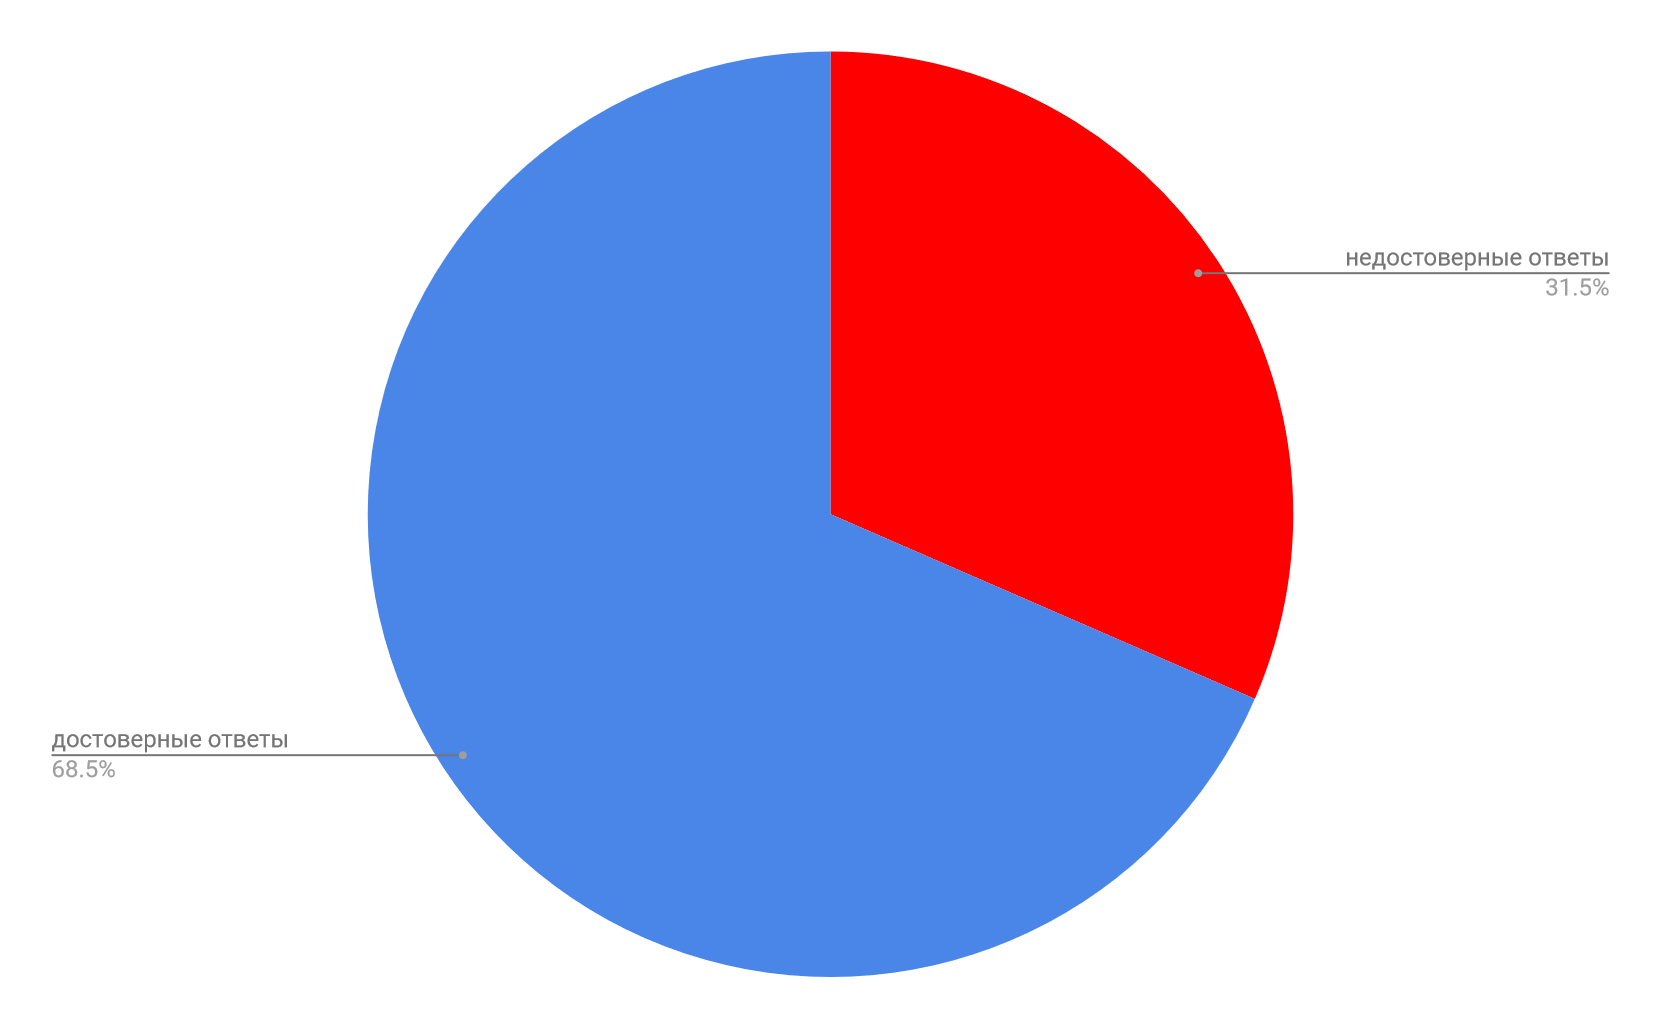 недостоверные ответы
31.5%
достоверные ответы
68.5%